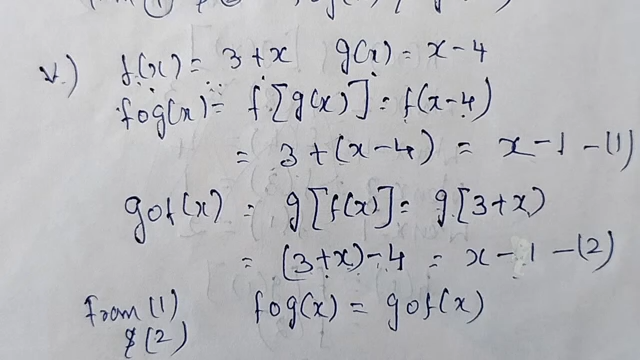 v.) f(x) = 3 + x g(x) = x - 4
fog(x) = f[g(x)] = f(x-4)
= 3 + (x - 4) = x - 1 - (1)
gof(x) = g[f(x)] = g[3+x)
= (3+x) - 4 = x - 1 - (2)
from (1) fog(x) = gof(x)
& (2)